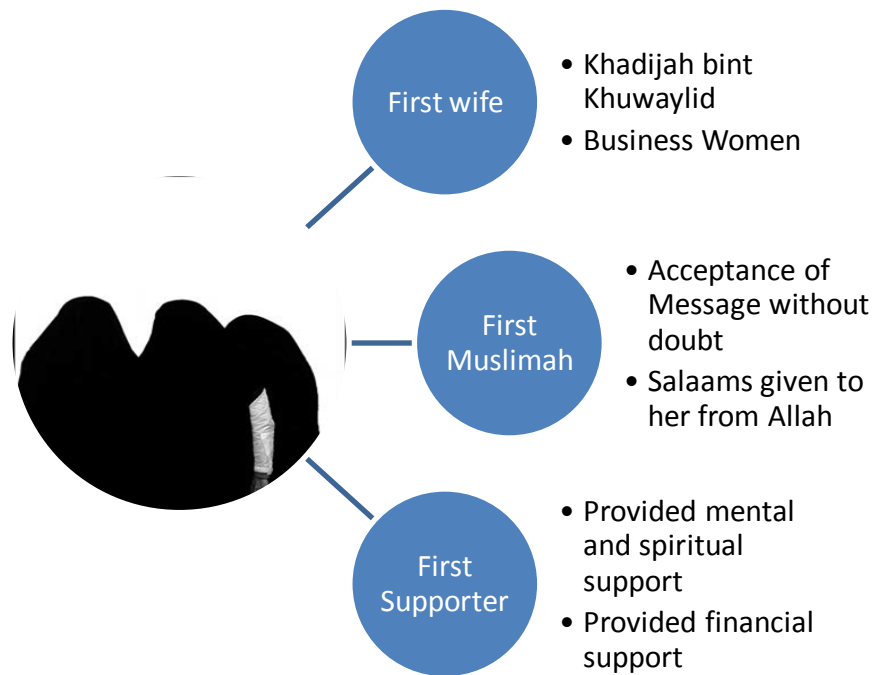 First wife
• Khadijah bint
Khuwaylid
• Business Women
First
Muslimah
• Acceptance of
Message without
doubt
• Salaams given to
her from Allah
First
Supporter
• Provided mental
and spiritual
support
• Provided financial
support